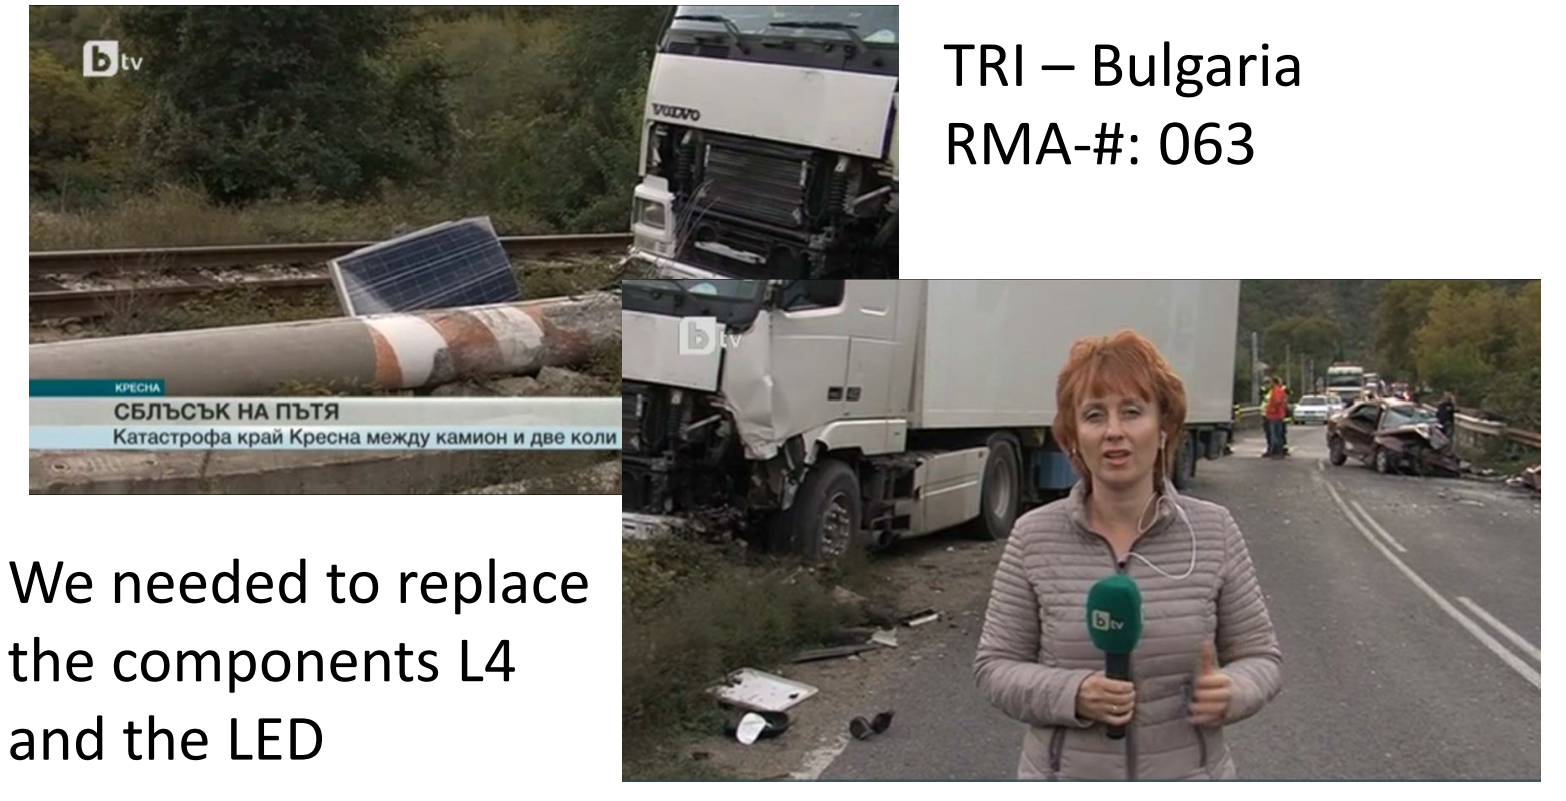 btv
TRI – Bulgaria
RMA-#: 063
VOLVO
КРЕСНА
СБЛЪСЪК НА ПЪТЯ
Катастрофа край Кресна между камион и две коли
btv
btv
We needed to replace
the components L4
and the LED